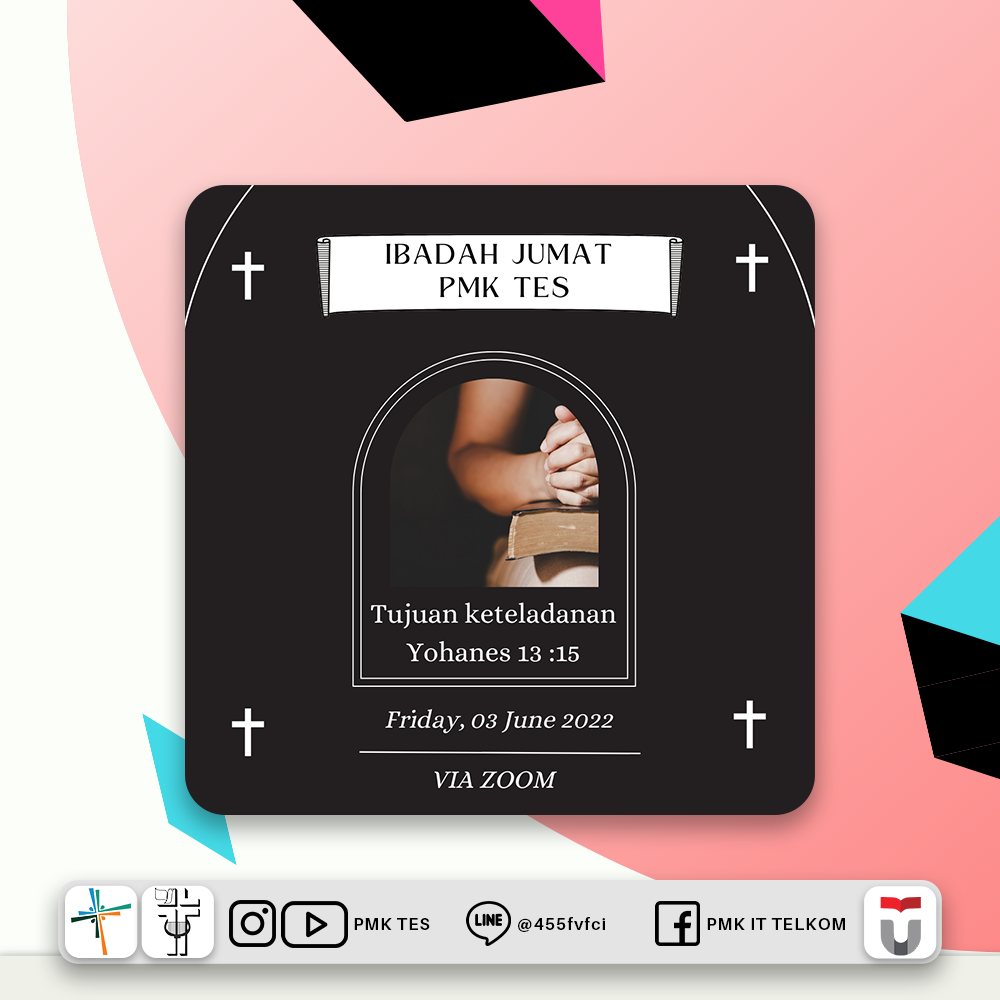 IBADAH JUMAT
PMK TES
Tujuan keteladanan
Yohanes 13 :15
Friday, 03 June 2022
VIA ZOOM
PMK TES
LINE
@455fvfci
PMK IT TELKOM